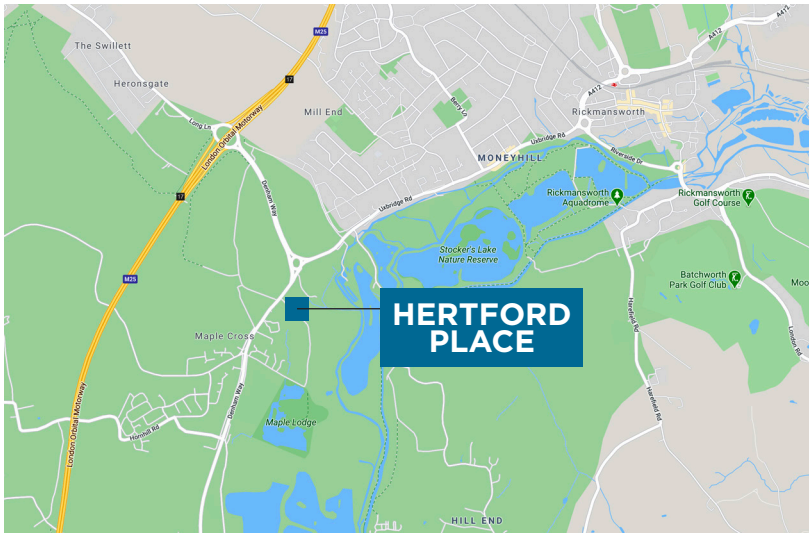 A412
A412
The Swillett
M25
Heronsgate
17
A412
Long Ln
London Orbital Motorway
Mill End
Berry Ln
Rickmansworth
Uxbridge Rd
Riverside Dr
MONEYHILL
Denham Way
Rickmansworth
Aquadrome
Rickmansworth
Golf Course
17
Uxbridge Rd
Stocker's Lake
Nature Reserve
M25
Batchworth
Park Golf Club
Moo
Harefield Rd
HERTFORD
PLACE
London Rd
Maple Cross
London Orbital Motorway
Denham Way
Harefield Rd
Maple Lodge
Hornhill Rd
HILL END